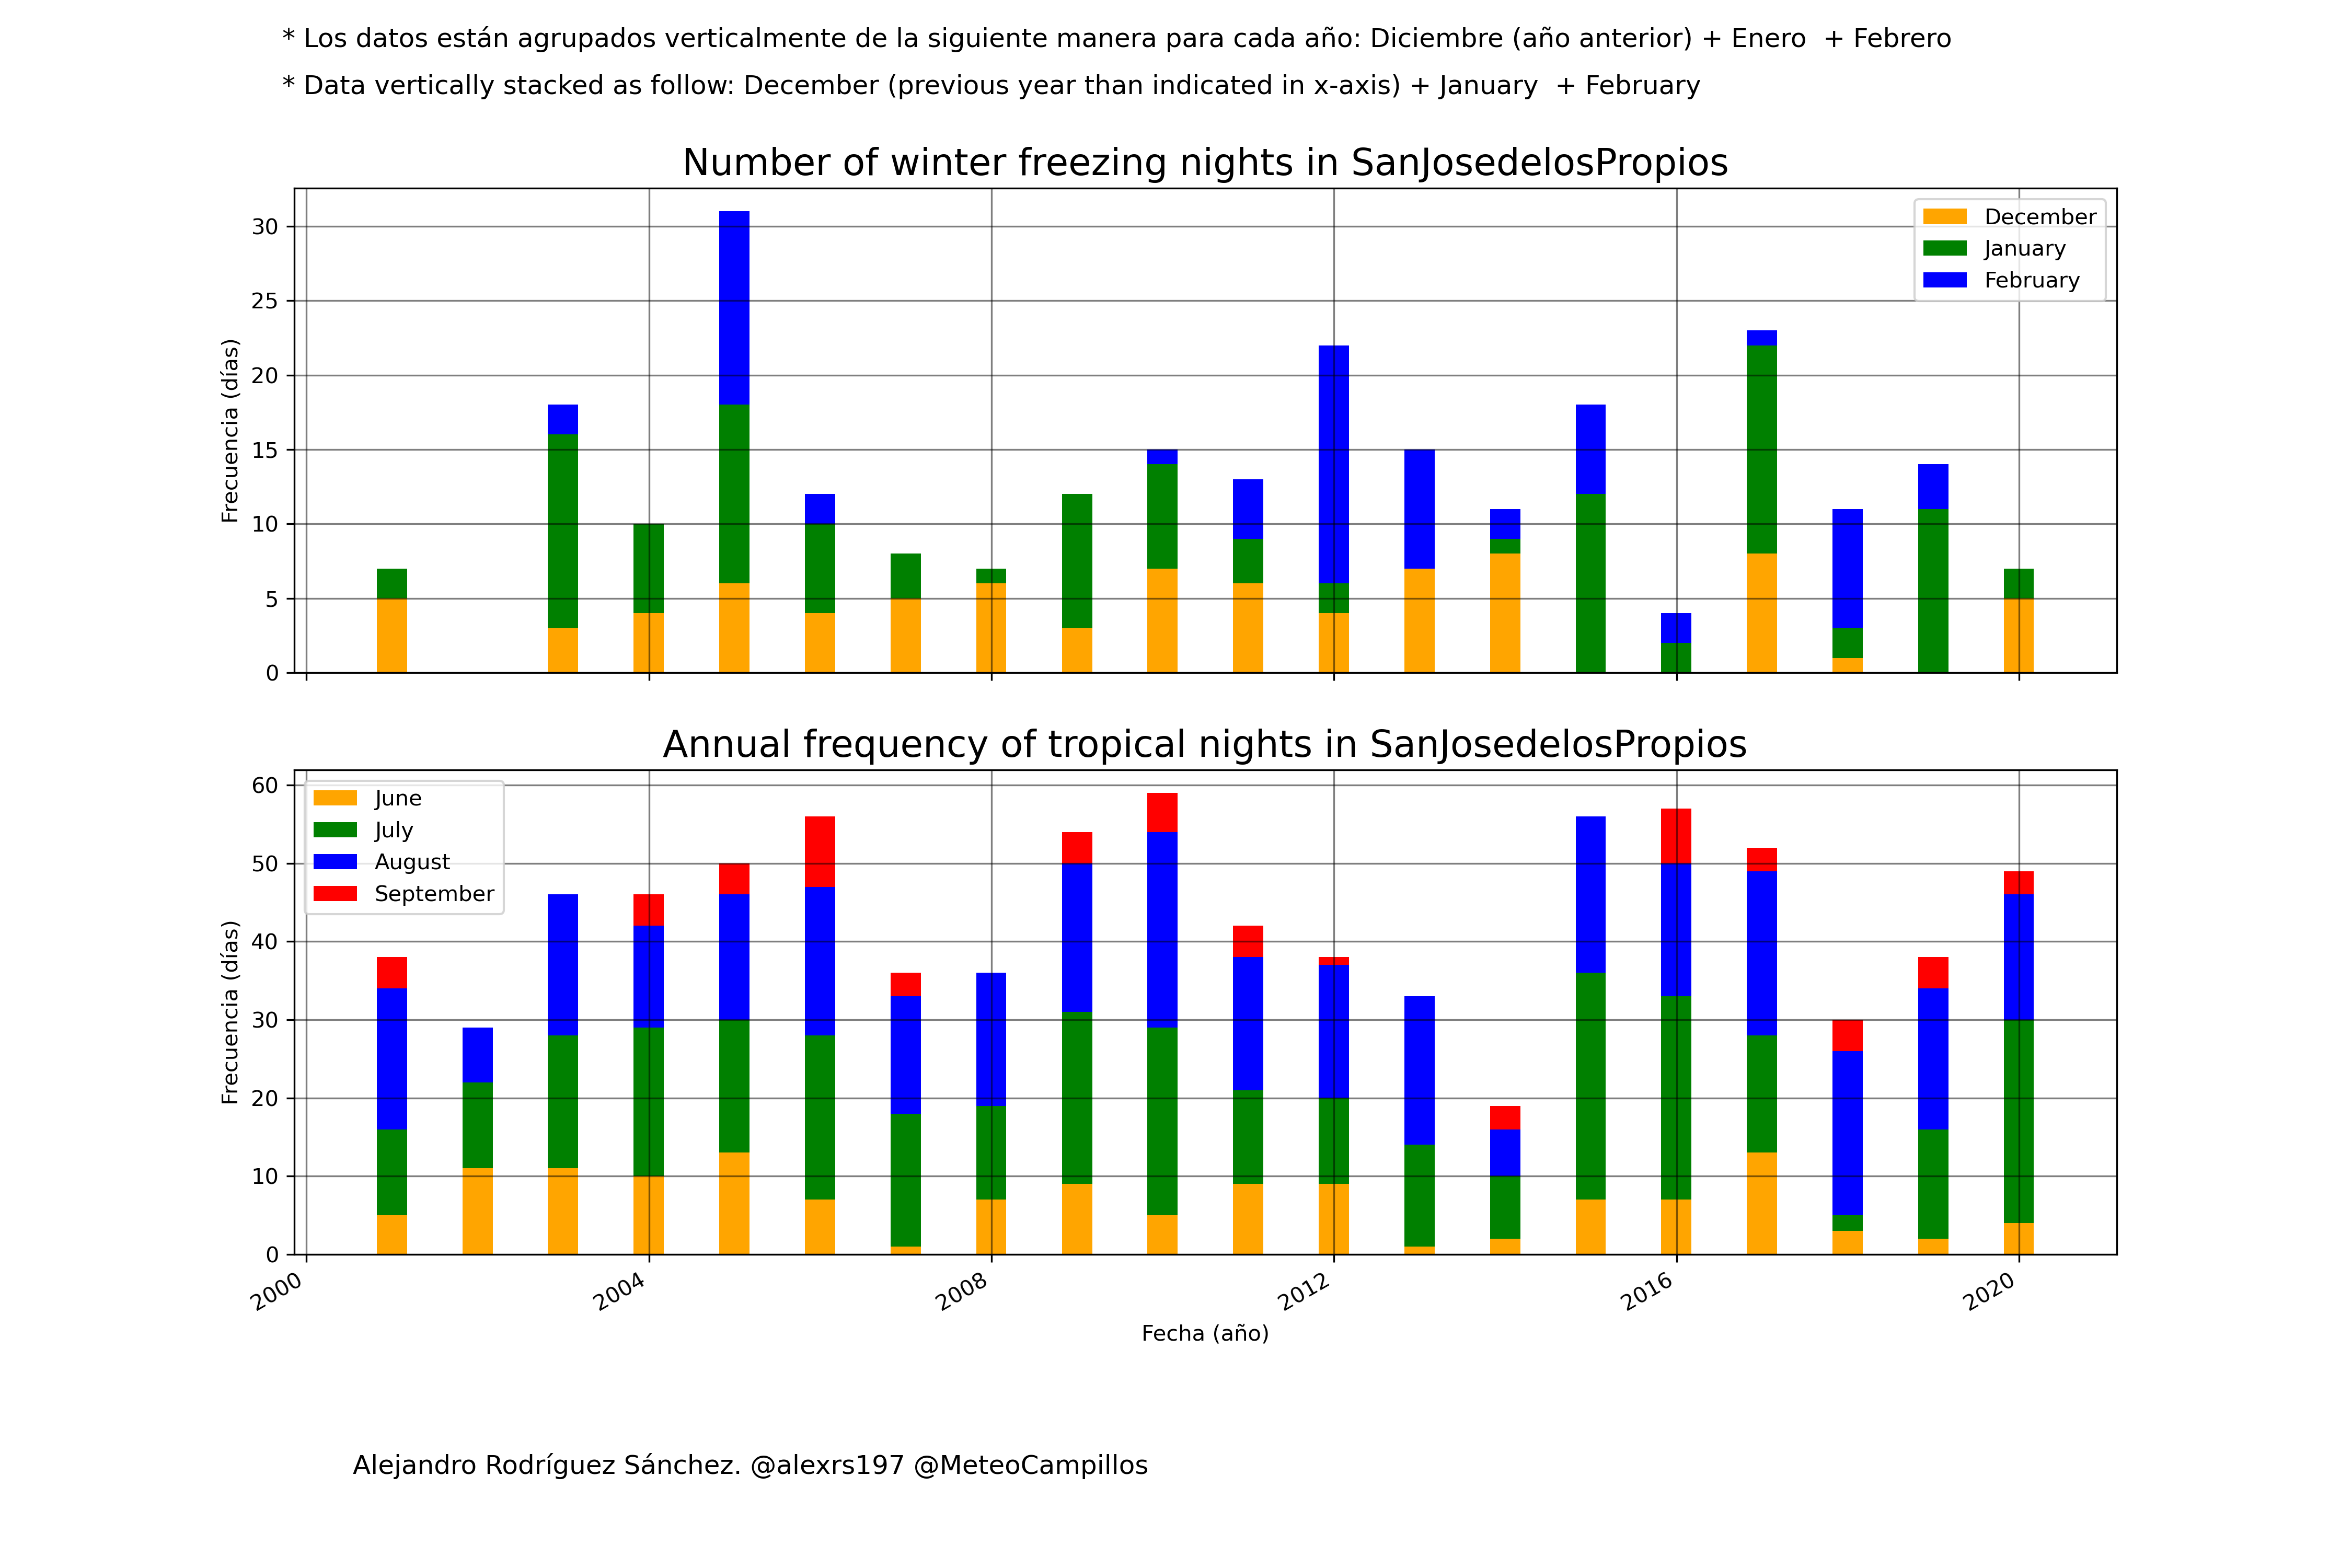 * Los datos están agrupados verticalmente de la siguiente manera para cada año: Diciembre (año anterior) + Enero  + Febrero
* Data vertically stacked as follow: December (previous year than indicated in x-axis) + January  + February
Number of winter freezing nights in SanJosedelosPropios
December
January
February
30
25
20
15
10
5
0
Frecuencia (días)
Annual frequency of tropical nights in SanJosedelosPropios
June
July
August
September
60
50
40
30
20
10
0
Frecuencia (días)
2000
2004
2008
2012
2016
2020
Fecha (año)
Alejandro Rodríguez Sánchez. @alexrs197 @MeteoCampillos